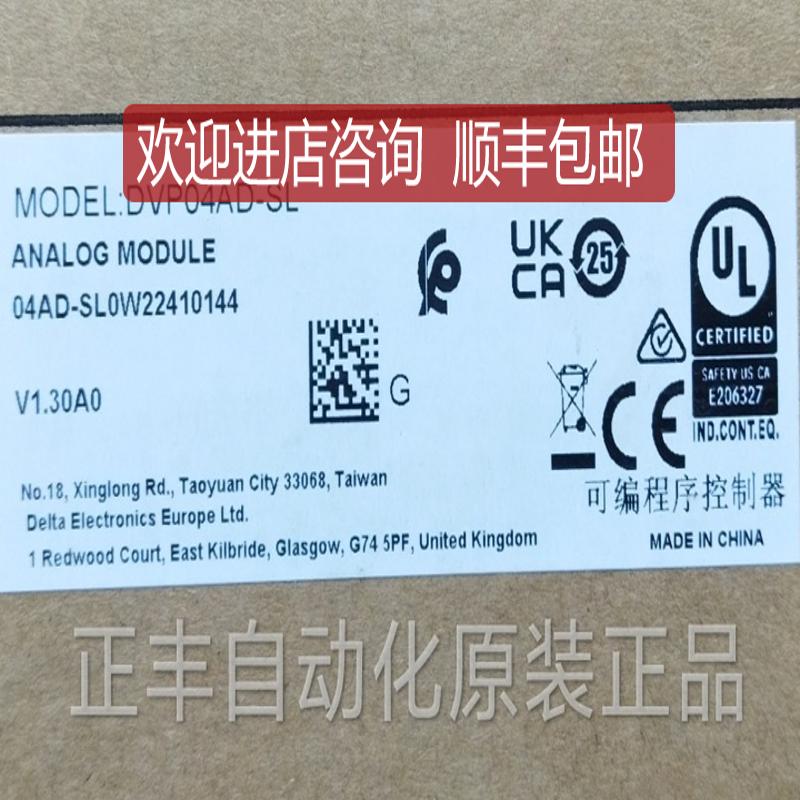 欢迎进店咨询 顺丰包邮
MODEL:DVP04AD-SL
ANALOG MODULE
04AD-SL0W22410144
V1.30A0
G
UK
CA
25
UL
CERTIFIED
SAFETY US CA
E206327
IND.CONT.EQ.
CE
可编程序控制器
MADE IN CHINA
No.18, Xinglong Rd., Taoyuan City 33068, Taiwan
Delta Electronics Europe Ltd.
1 Redwood Court, East Kilbride, Glasgow, G74 5PF, United Kingdom
正丰自动化原装正品